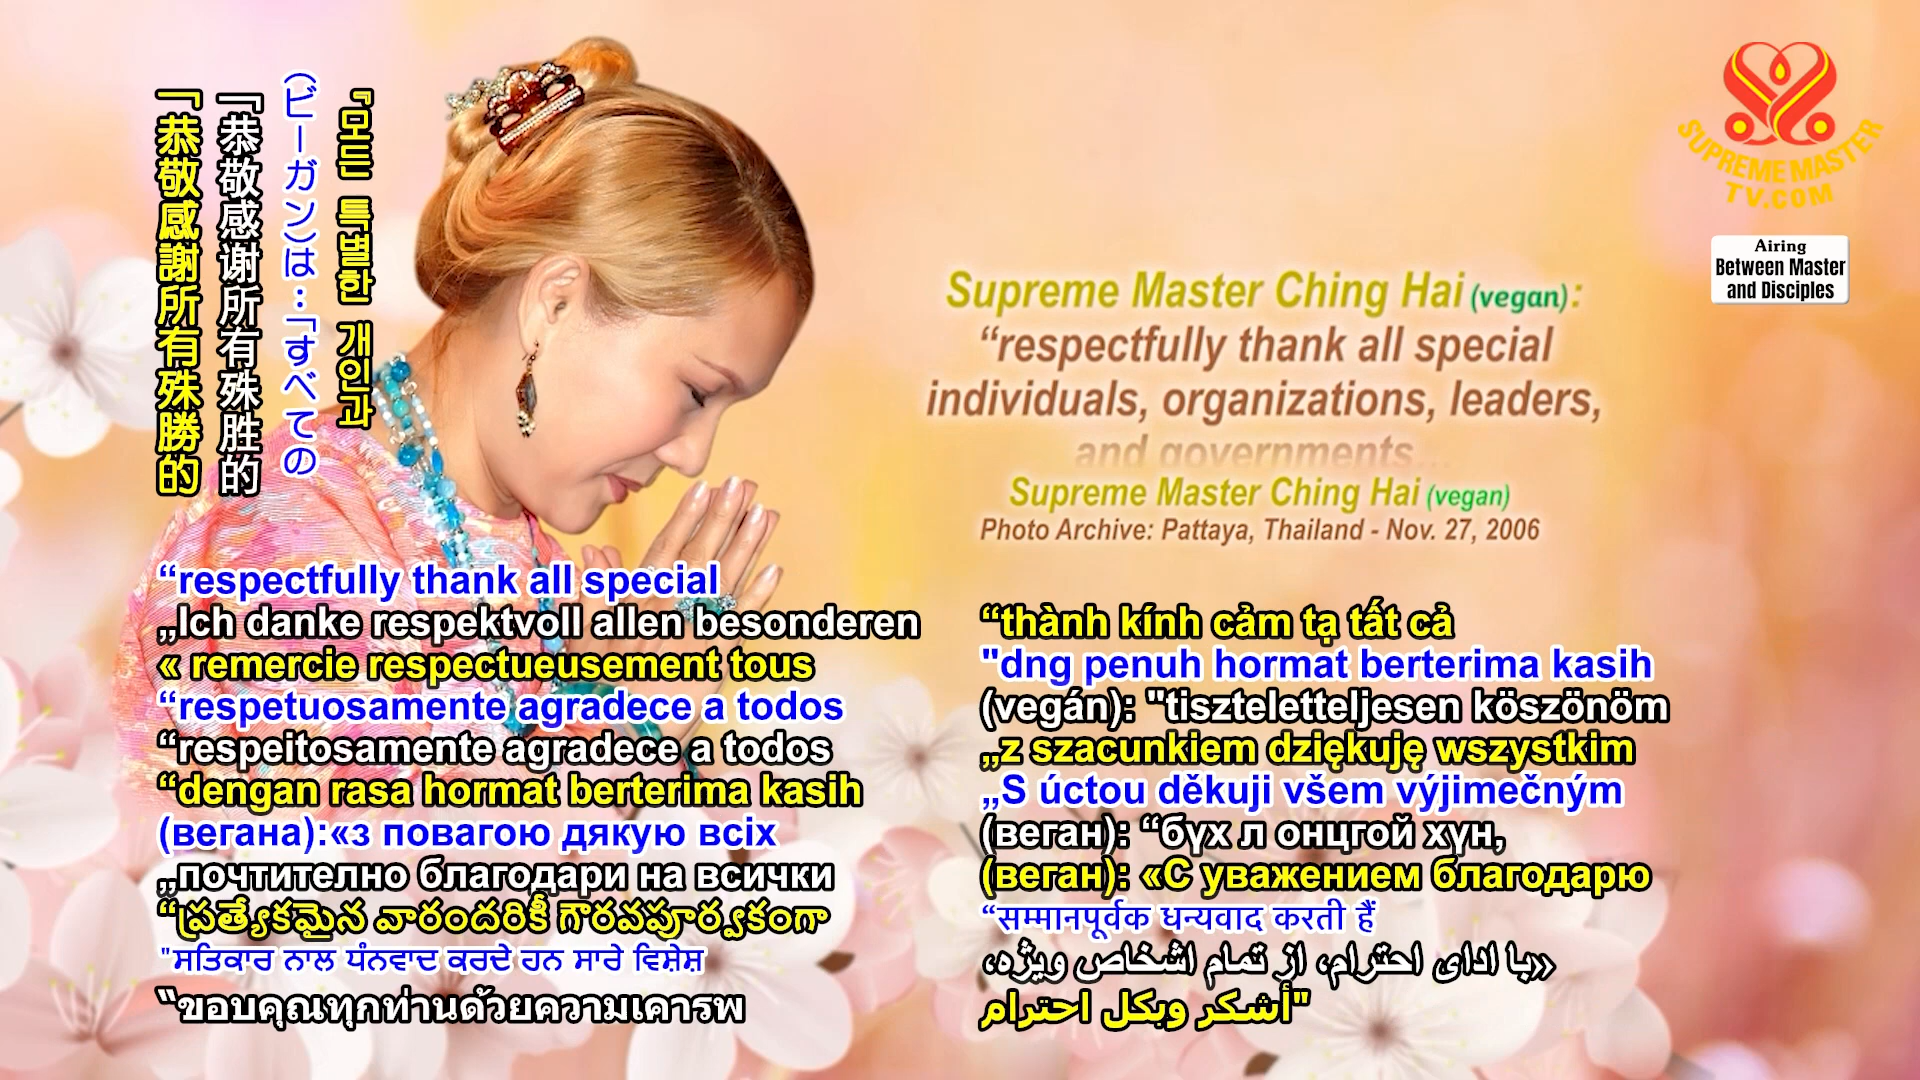 『모든 특별한 개인과
(ビーガン)は…「すべての
「恭敬感谢所有殊胜的
「恭敬感謝所有殊勝的
SUPREME MASTER
TV.COM
Airing
Between Master
and Disciples
Supreme Master Ching Hai (vegan):
“respectfully thank all special
individuals, organizations, leaders,
and governments...
Supreme Master Ching Hai (vegan)
Photo Archive: Pattaya, Thailand - Nov. 27, 2006
“respectfully thank all special
„Ich danke respektvoll allen besonderen
« remercie respectueusement tous
“respetuosamente agradece a todos
“respeitosamente agradece a todos
“dengan rasa hormat berterima kasih
(вегана):«з повагою дякую всіх
„почтително благодари на всички
“ప్రత్యేకమైన వారందరికీ గౌరవపూర్వకంగా
"ਸਤਿਕਾਰ ਨਾਲ ਧੰਨਵਾਦ ਕਰਦੇ ਹਨ ਸਾਰੇ ਵਿਸ਼ੇਸ਼
“ขอบคุณทุกท่านด้วยความเคารพ
“thành kính cảm tạ tất cả
"dng penuh hormat berterima kasih
(vegán): "tiszteletteljesen köszönöm
„z szacunkiem dziękuję wszystkim
„S úctou děkuji všem výjimečným
(веган): “бүх л онцгой хүн,
(веган): «С уважением благодарю
“सम्मानपूर्वक धन्यवाद करती हैं
«با ادای احترام، از تمام اشخاص ویژه،
"أشكر وبكل احترام